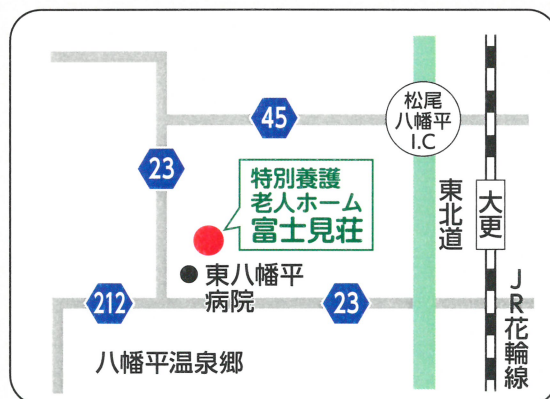 45
松尾
八幡平
I.C
23
特別養護
老人ホーム
富士見荘
東北道
大更
東八幡平
病院
212
23
JR花輪線
八幡平温泉郷